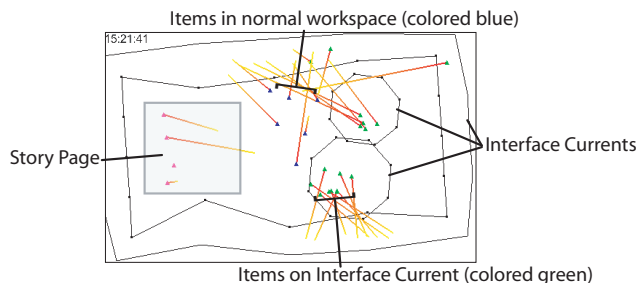 Items in normal workspace (colored blue)
15:21:41
Interface Currents
Story Page
Items on Interface Current (colored green)